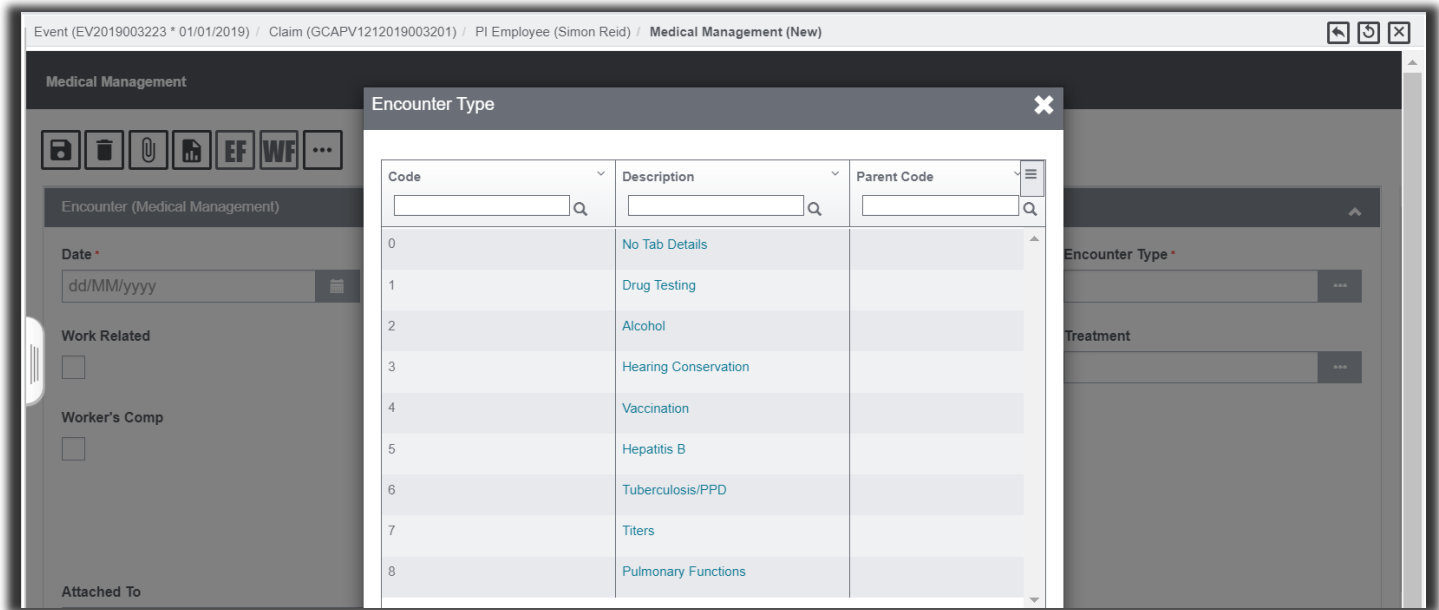 Event (EV2019003223 * 01/01/2019) / Claim (GCAPV1212019003201) / PI Employee (Simon Reid) / Medical Management (New)
Medical Management
Encounter Type
EF WF
Code Description Parent Code
Encounter (Medical Management)
Date * Encounter Type *
dd/MM/yyyy
0 No Tab Details
1 Drug Testing
2 Alcohol
Work Related Treatment
3 Hearing Conservation
4 Vaccination
Worker's Comp
5 Hepatitis B
6 Tuberculosis/PPD
7 Titers
8 Pulmonary Functions
Attached To